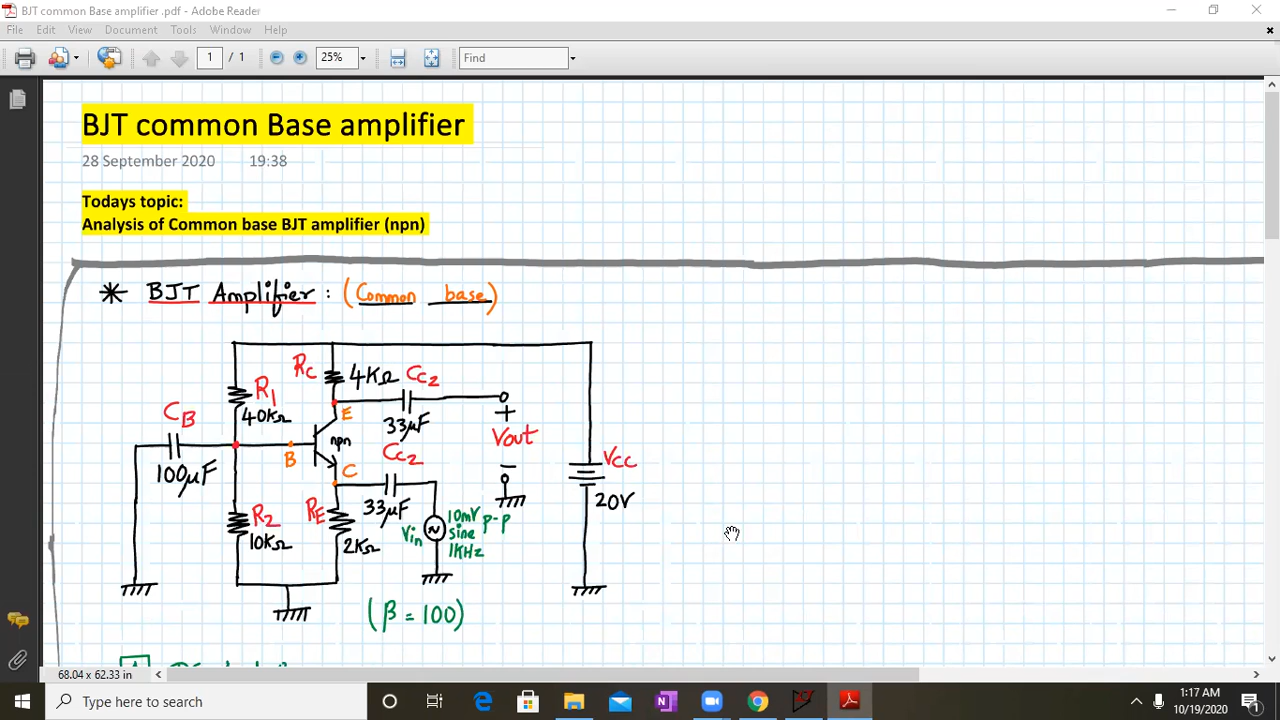 BJT common Base amplifier .pdf - Adobe Reader
File Edit View Document Tools Window Help
1 / 1 25% Find
BJT common Base amplifier
28 September 2020 19:38
Todays topic:
Analysis of Common base BJT amplifier (npn)
* BJT Amplifier : (Common base)
RC 4KΩ CC2
R1 40KΩ
E
33μF
+
CB
npn
Vout
100μF
B
C
CC2
-
VCC
R2 10KΩ
RE 2KΩ
33μF
20V
Vin
10mV P-P
sine
1KHz
(β = 100)
68.04 x 62.33 in
Type here to search
1:17 AM
10/19/2020
1